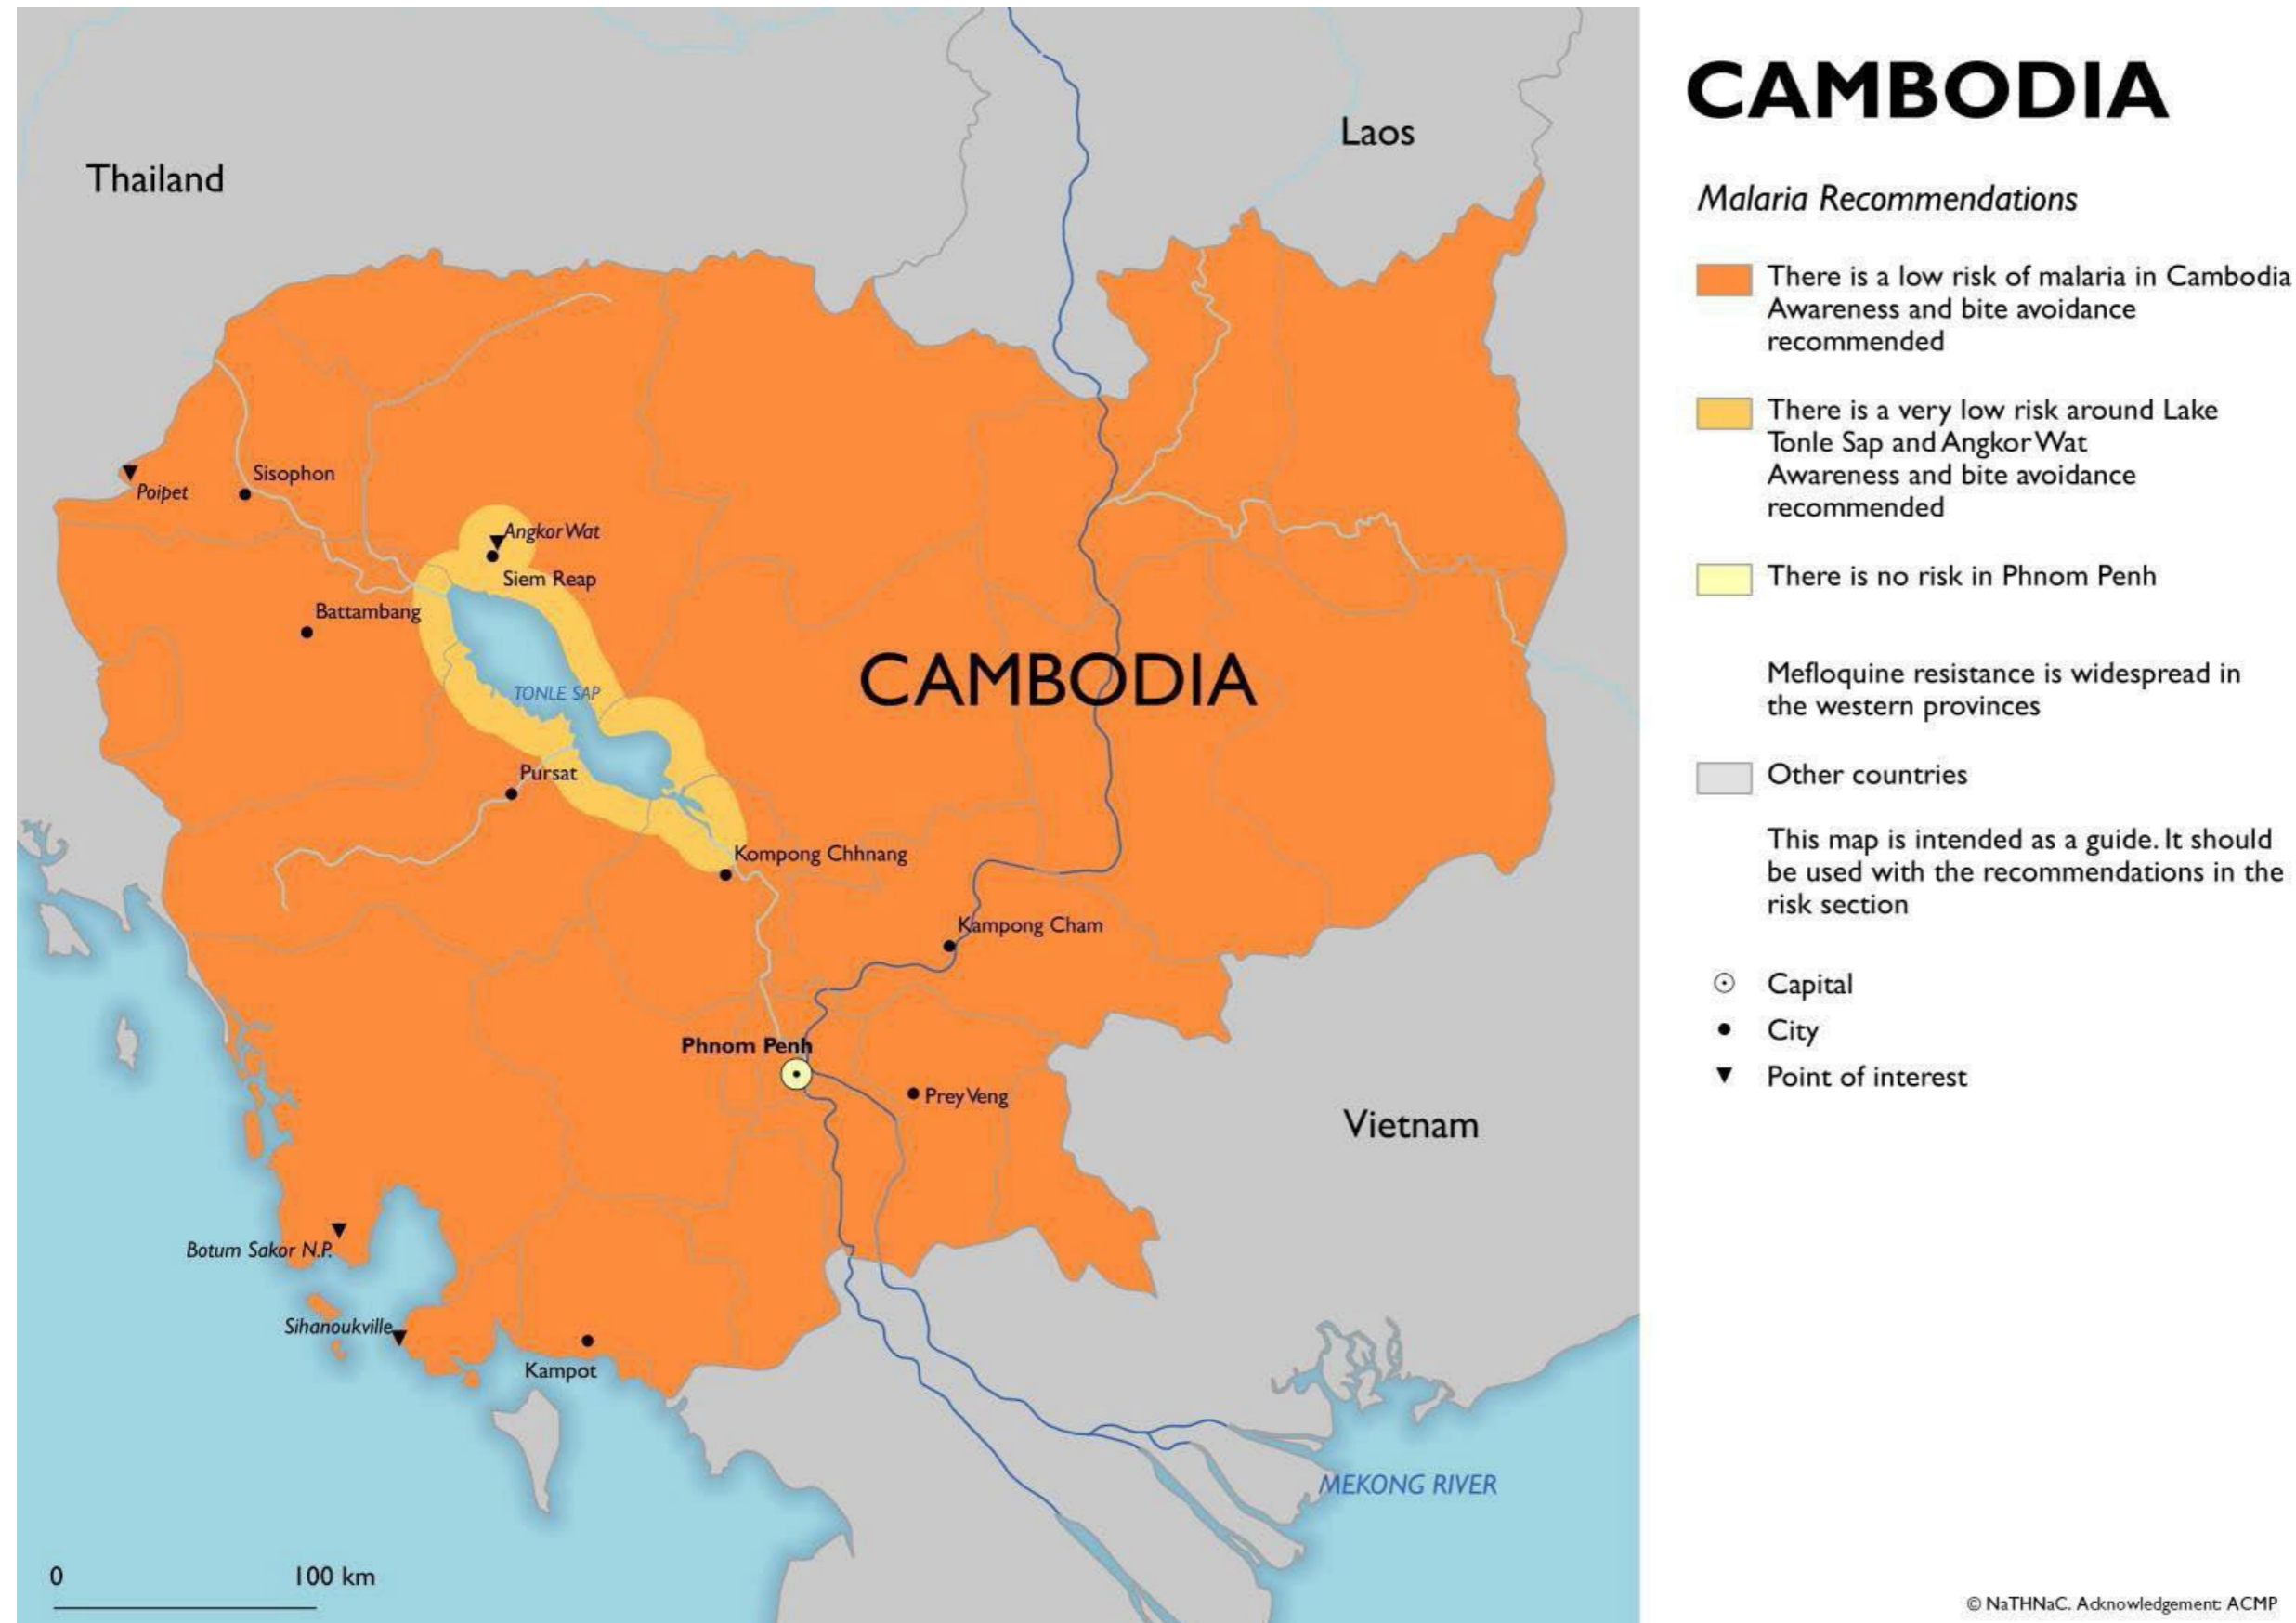 CAMBODIA
Malaria Recommendations
There is a low risk of malaria in Cambodia
Awareness and bite avoidance
recommended
There is a very low risk around Lake
Tonle Sap and Angkor Wat
Awareness and bite avoidance
recommended
There is no risk in Phnom Penh
Mefloquine resistance is widespread in
the western provinces
Other countries
This map is intended as a guide. It should
be used with the recommendations in the
risk section
Capital
City
Point of interest
© NaTHNaC. Acknowledgement: ACMP
Laos
Thailand
Sisophon
Poipet
Angkor Wat
Siem Reap
Battambang
CAMBODIA
TONLE SAP
Pursat
Kompong Chhnang
Kampong Cham
Phnom Penh
Prey Veng
Vietnam
Botum Sakor N.P.
Sihanoukville
Kampot
MEKONG RIVER
0
100 km